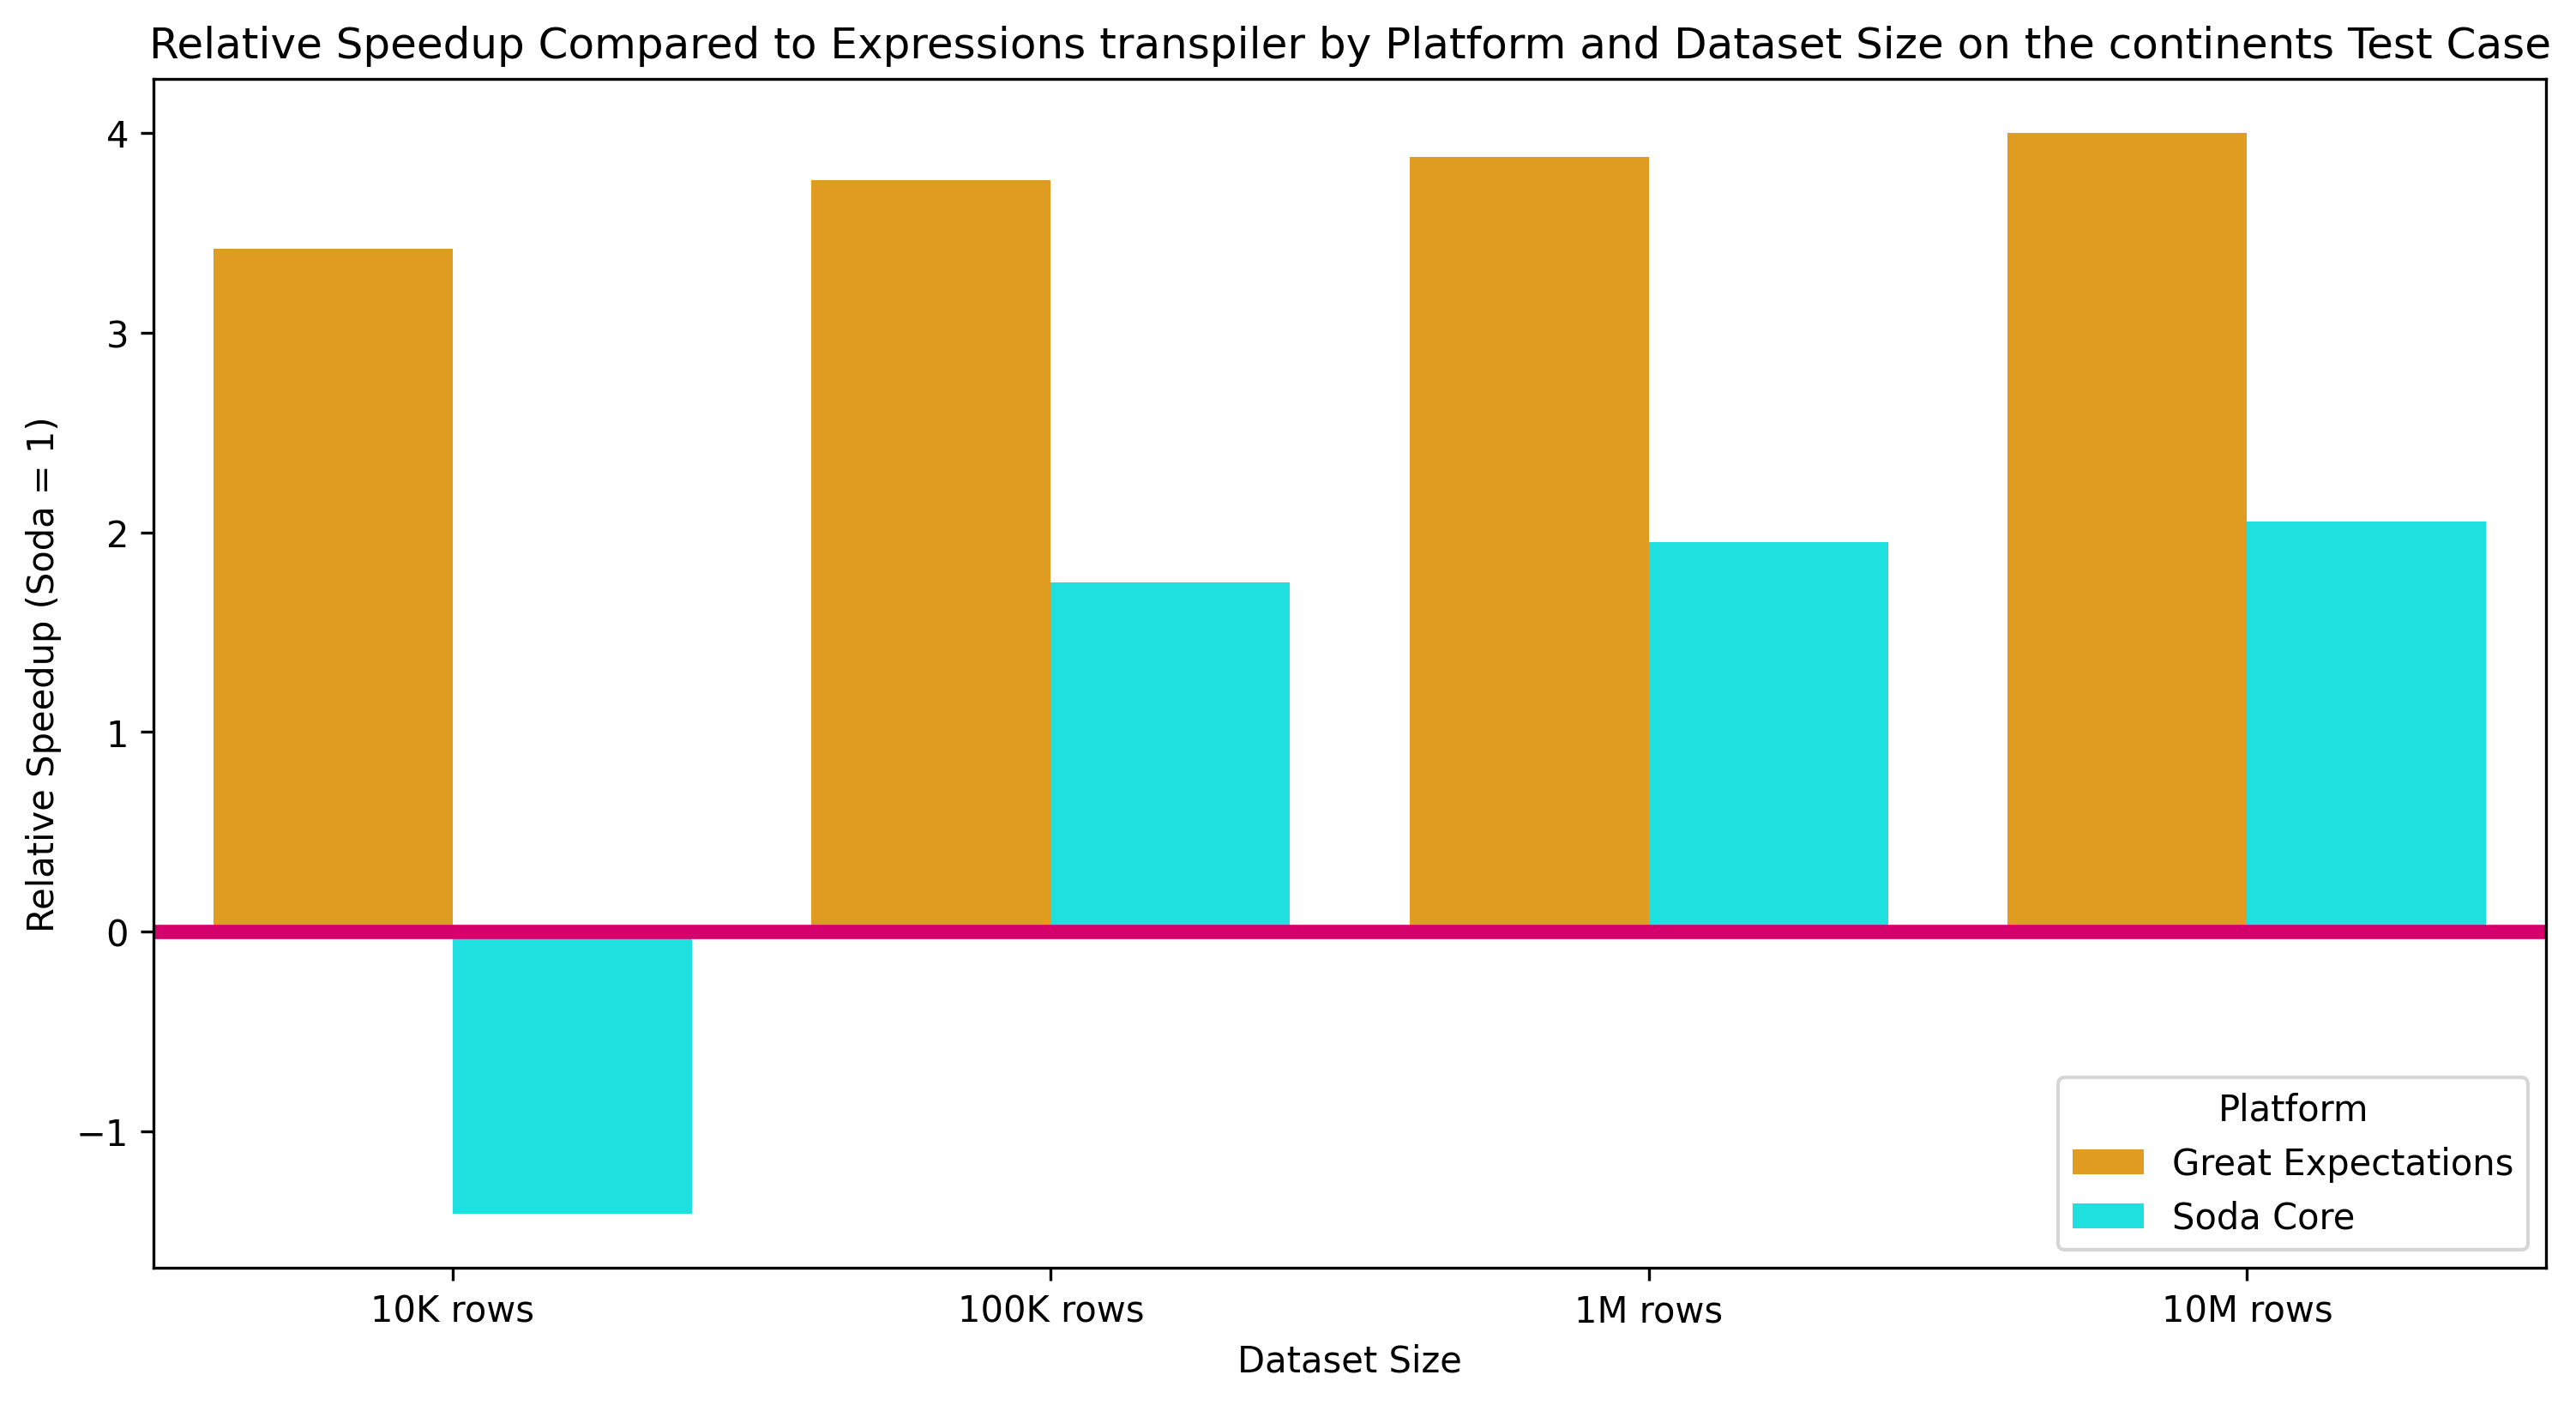 Relative Speedup Compared to Expressions transpiler by Platform and Dataset Size on the continents Test Case
Relative Speedup (Soda = 1)
4
3
2
1
0
−1
10K rows
100K rows
1M rows
10M rows
Dataset Size
Platform
Great Expectations
Soda Core